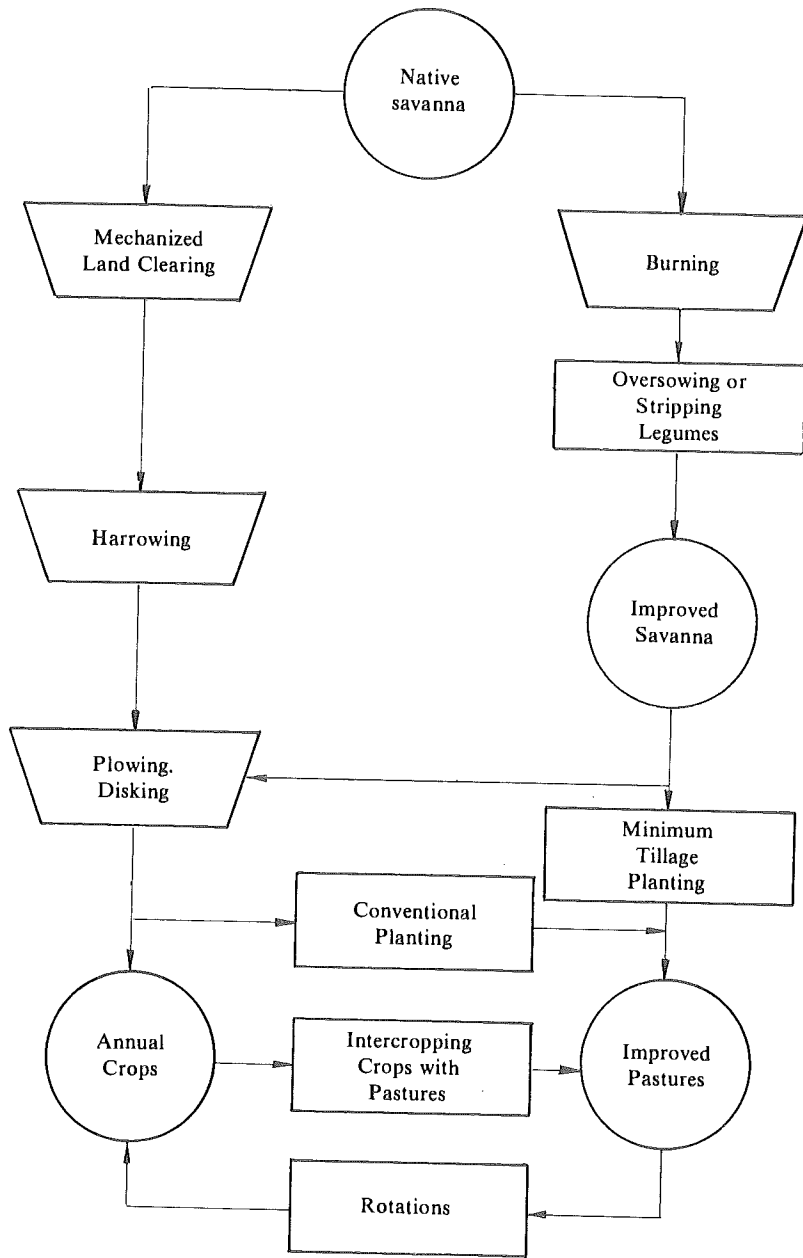 Native
savanna
Mechanized
Land Clearing
Burning
Oversowing or
Stripping
Legumes
Harrowing
Improved
Savanna
Plowing.
Disking
Minimum
Tillage
Planting
Conventional
Planting
Annual
Crops
Intercropping
Crops with
Pastures
Improved
Pastures
Rotations